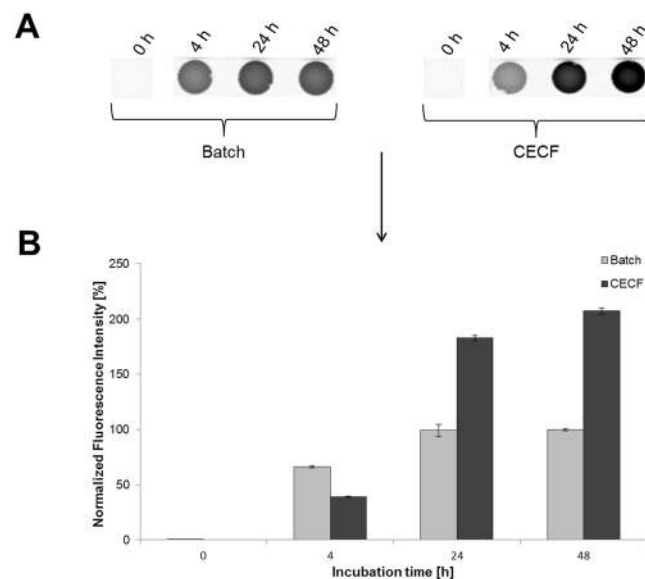 A
0 h 4 h 24 h 48 h
0 h 4 h 24 h 48 h
Batch
CECF
B
Normalized Fluorescence Intensity [%]
250
200
150
100
50
0
Batch
CECF
0 4 24 48
Incubation time [h]